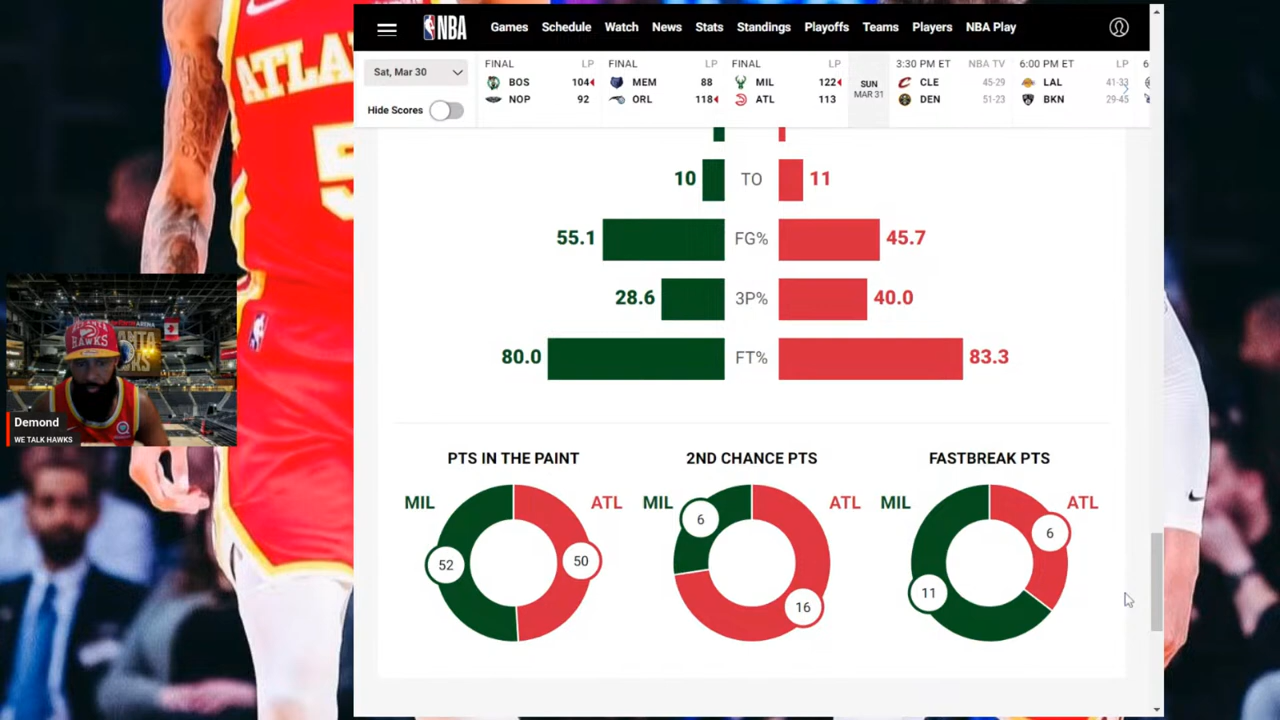 NBA
Games
Schedule
Watch
News
Stats
Standings
Playoffs
Teams
Players
NBA Play
Sat, Mar 30
Hide Scores
FINAL LP
BOS 104
NOP 92
FINAL LP
MEM 88
ORL 118
FINAL LP
MIL 122
ATL 113
SUN
MAR 31
3:30 PM ET NBA TV
CLE 45-29
DEN 51-23
6:00 PM ET LP
LAL 41-33
BKN 29-45
6
10 TO 11
55.1 FG% 45.7
28.6 3P% 40.0
80.0 FT% 83.3
PTS IN THE PAINT
MIL ATL
52 50
2ND CHANCE PTS
MIL ATL
6 16
FASTBREAK PTS
MIL ATL
11 6
ATLA
5
HAWKS
Demond
WE TALK HAWKS